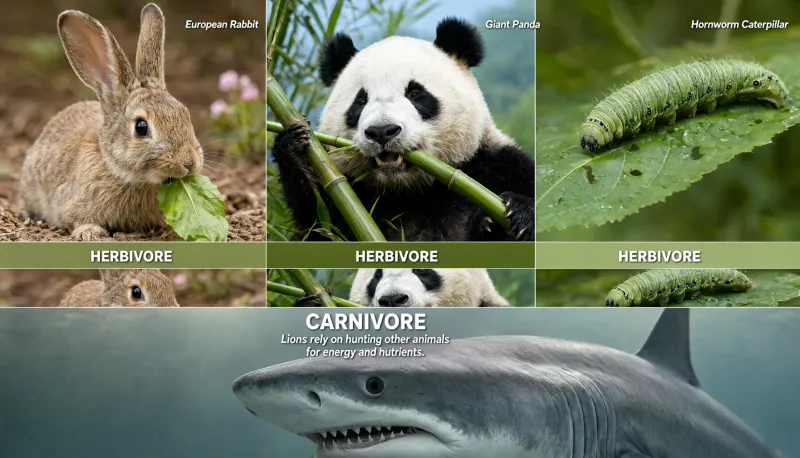 European Rabbit
Giant Panda
Hornworm Caterpillar
HERBIVORE
HERBIVORE
HERBIVORE
CARNIVORE
Lions rely on hunting other animals
for energy and hutrients.